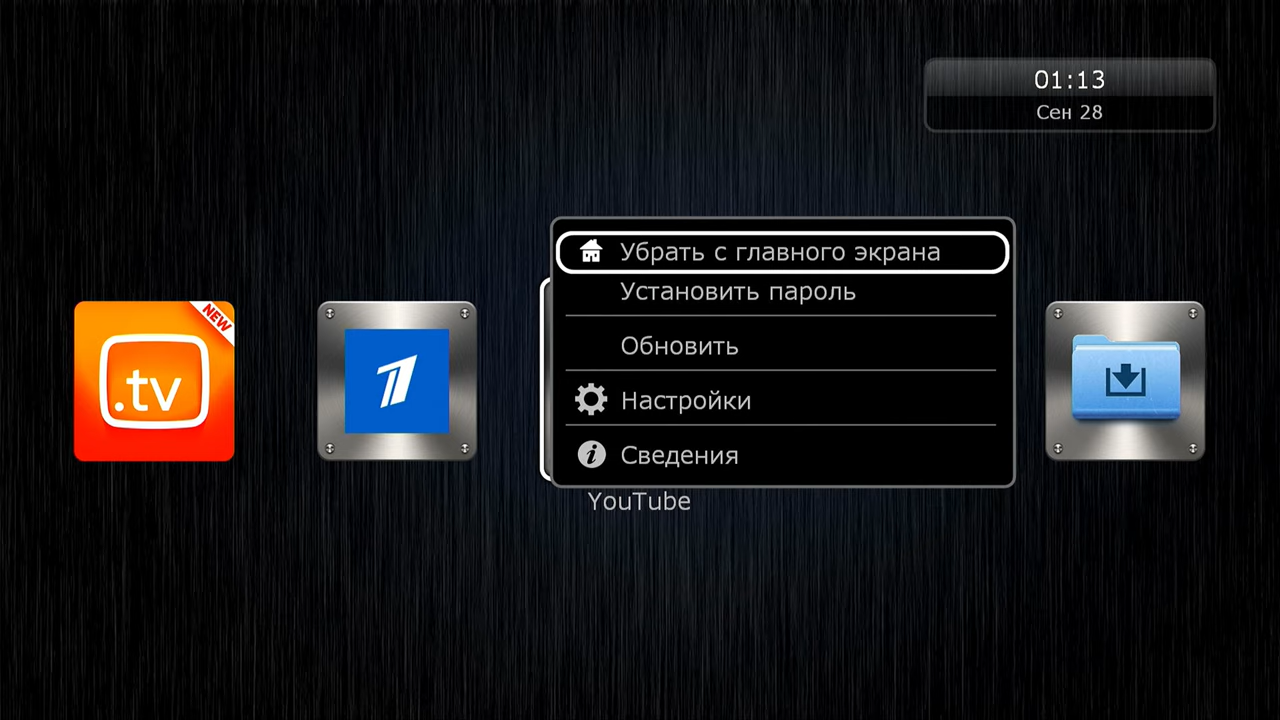 01:13
Сен 28
Убрать с главного экрана
Установить пароль
Обновить
Настройки
Сведения
NEW
.tv
YouTube